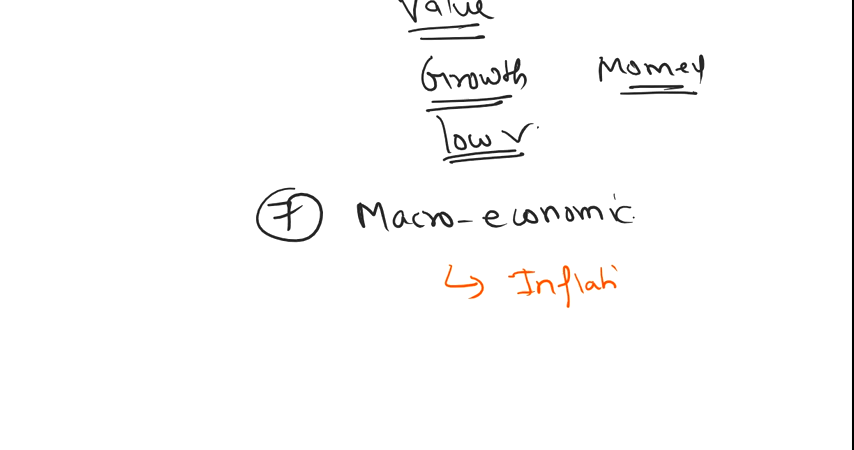 Value
Growth Momey
low v.
7 Macro-economic
↳ Inflati